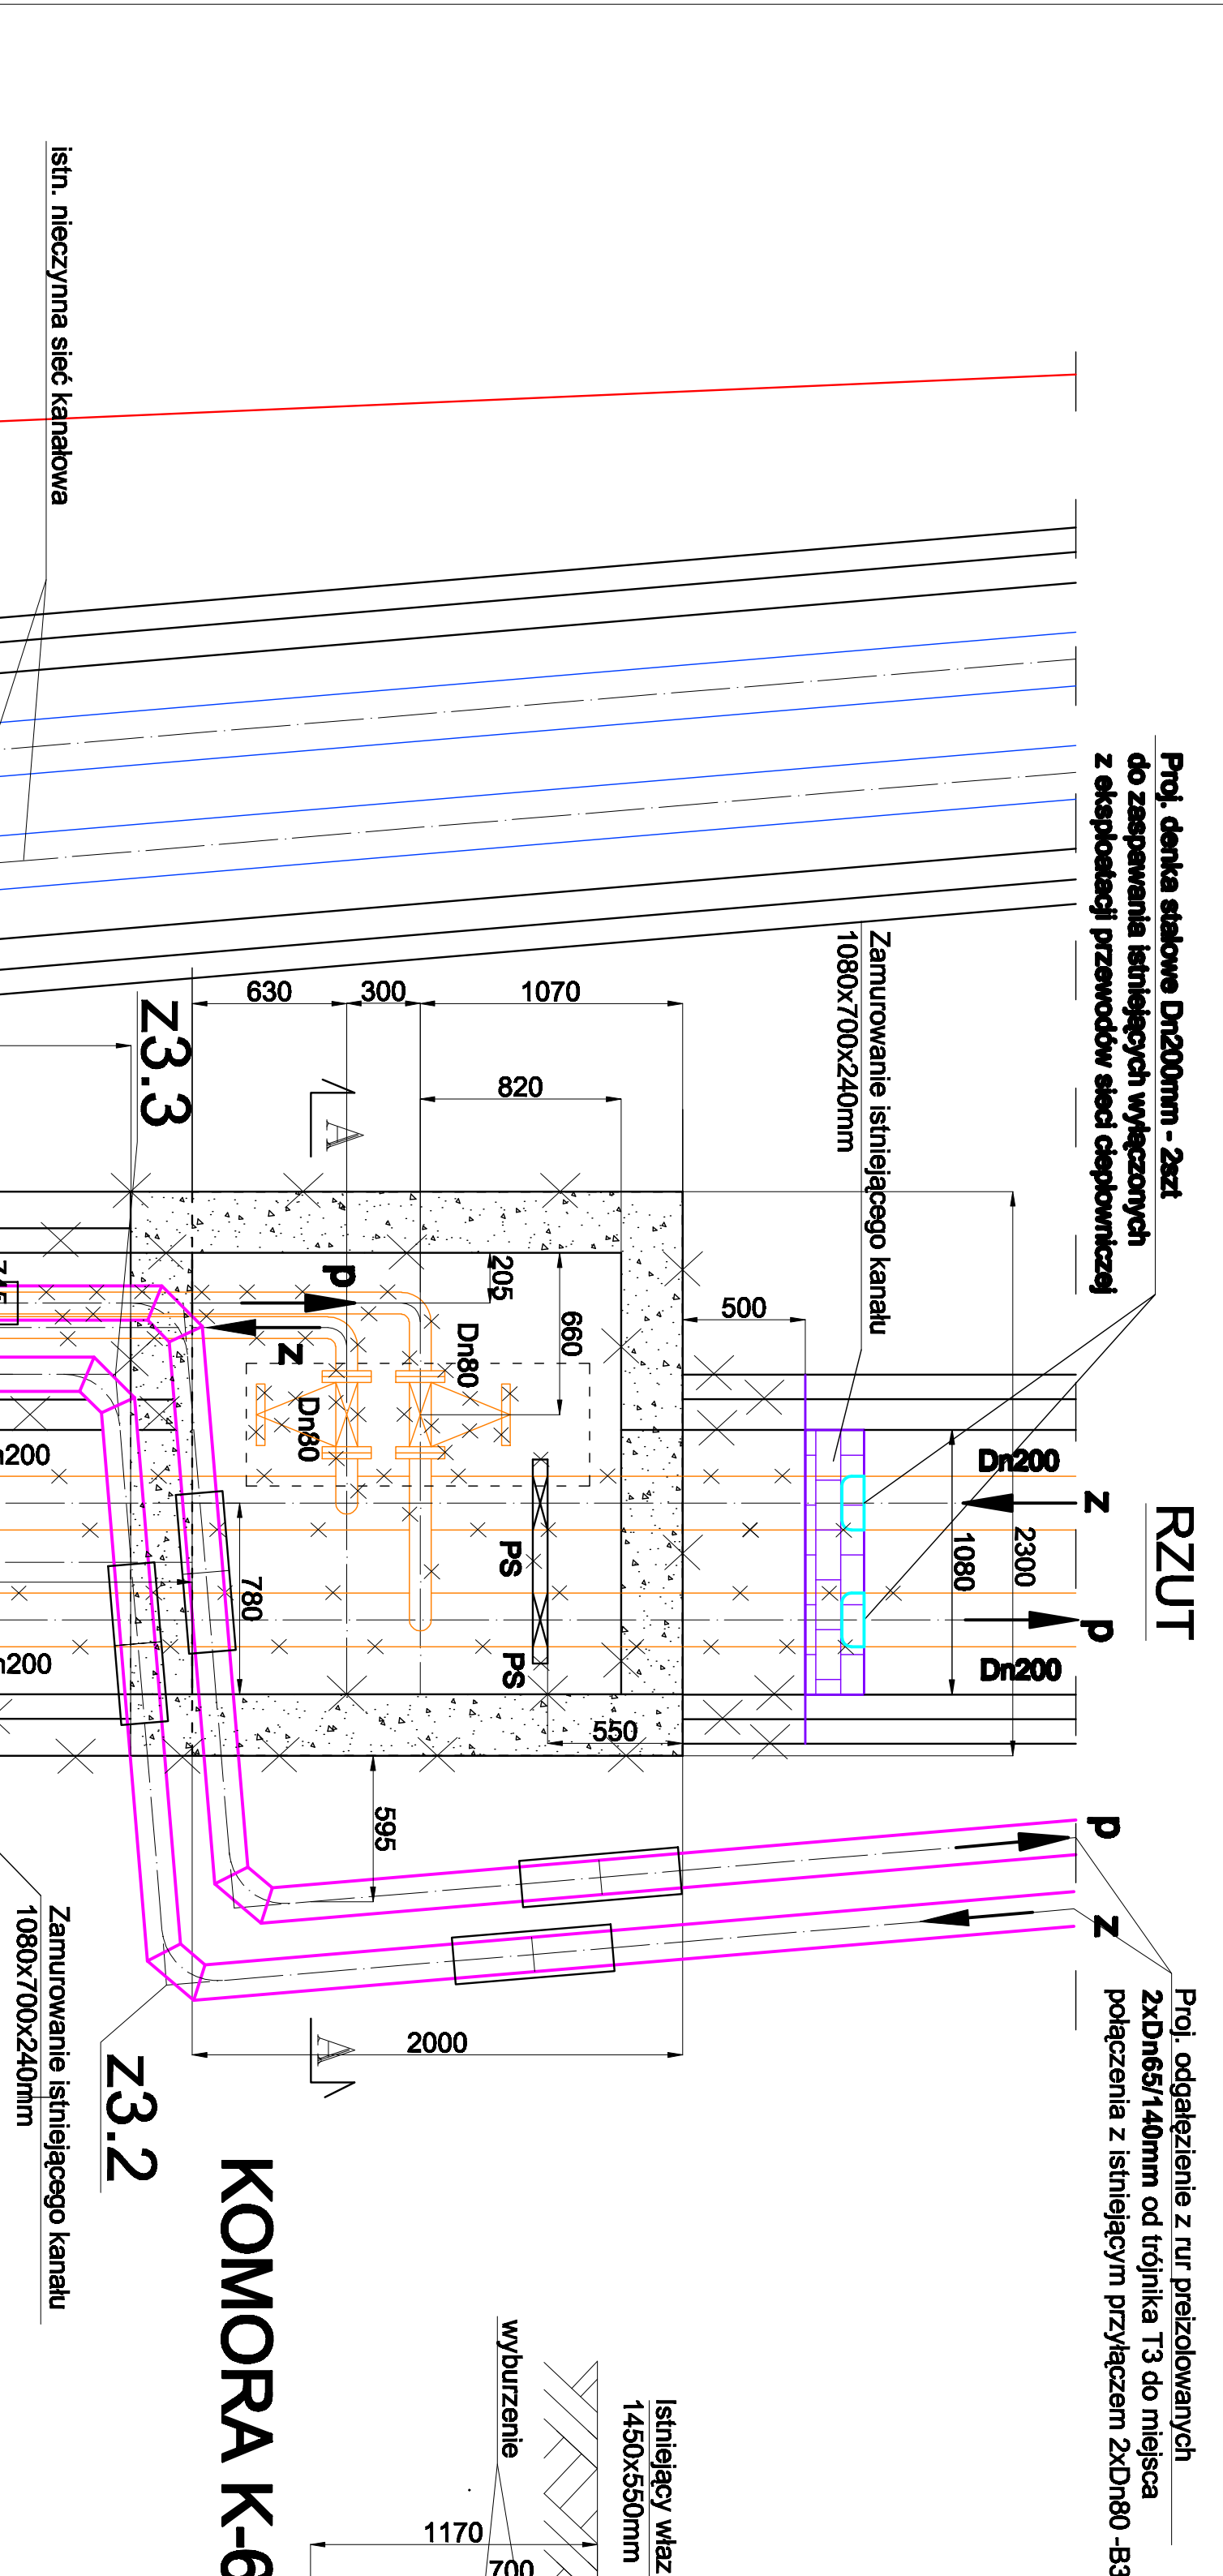 RZUT
Proj. denka stalowe Dn200mm - 2szt
do zaspawania istniejących wyłączonych
z eksploatacji przewodów sieci ciepłowniczej
Proj. odgałęzienie z rur preizolowanych
2xDn65/140mm od trójnika T3 do miejsca
połączenia z istniejącym przyłączem 2xDn80 -B3
z
p
p
z
Dn200
Dn200
2300
1080
Zamurowanie istniejącego kanału
1080x700x240mm
500
550
1070
300
630
820
205
660
Dn80
Dn80
p
z
PS
PS
780
595
2000
A
A
z3.3
z3.2
istn. nieczynna sieć kanałowa
Zamurowanie istniejącego kanału
1080x700x240mm
KOMORA K-6
Istniejący właz
1450x550mm
wyburzenie
1170
700